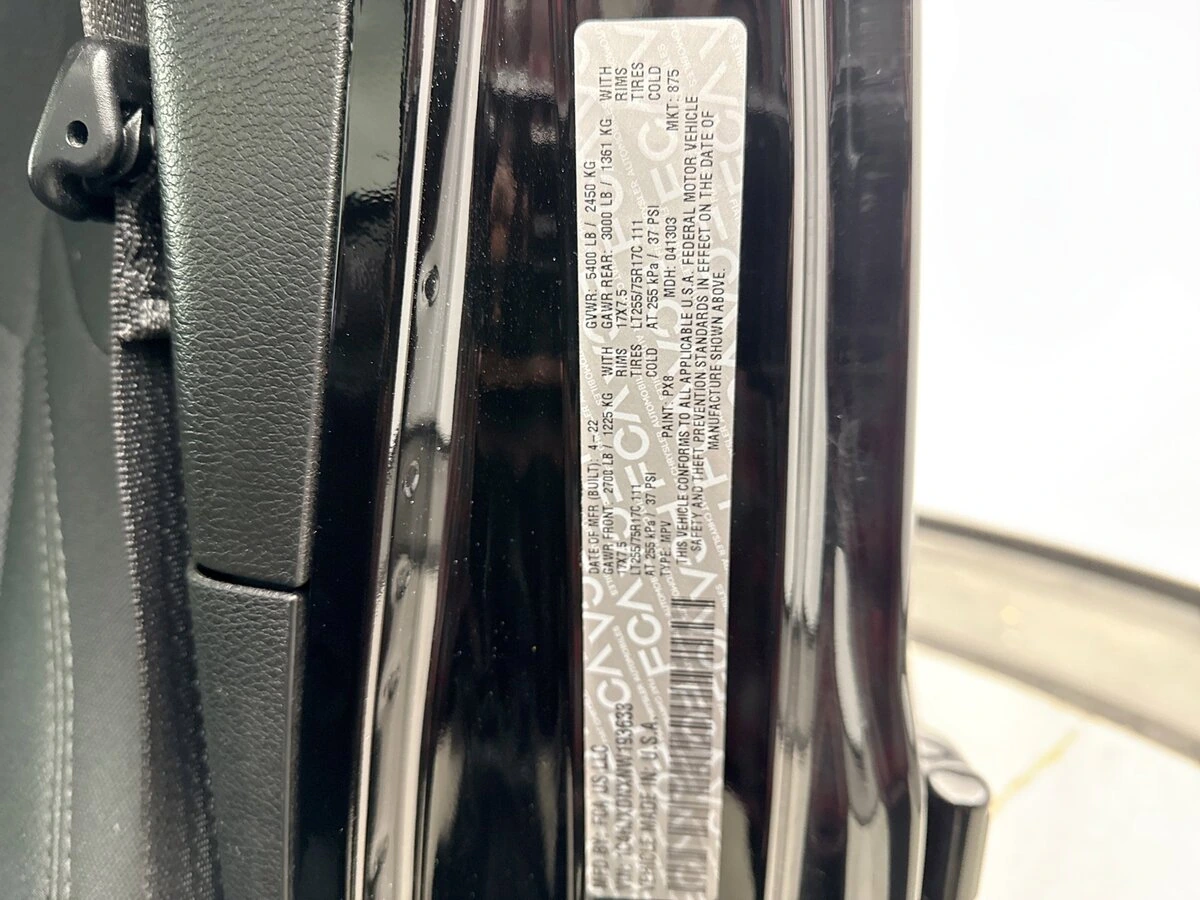 MFD BY: FCA US LLC
VEHICLE MADE IN U.S.A.
DATE OF MFR (BUILT): 4-22 GVWR: 5400 LB / 2450 KG
GAWR FRONT: 2700 LB / 1225 KG WITH GAWR REAR: 3000 LB / 1361 KG WITH
17X7.5 RIMS 17X7.5 RIMS
LT255/75R17C 111 TIRES LT255/75R17C 111 TIRES
AT 255 kPa / 37 PSI COLD AT 255 kPa / 37 PSI COLD
TYPE: MPV PAINT: PX8 MDH: 041303 MKT: 875
THIS VEHICLE CONFORMS TO ALL APPLICABLE U.S.A. FEDERAL MOTOR VEHICLE
SAFETY AND THEFT PREVENTION STANDARDS IN EFFECT ON THE DATE OF
MANUFACTURE SHOWN ABOVE.